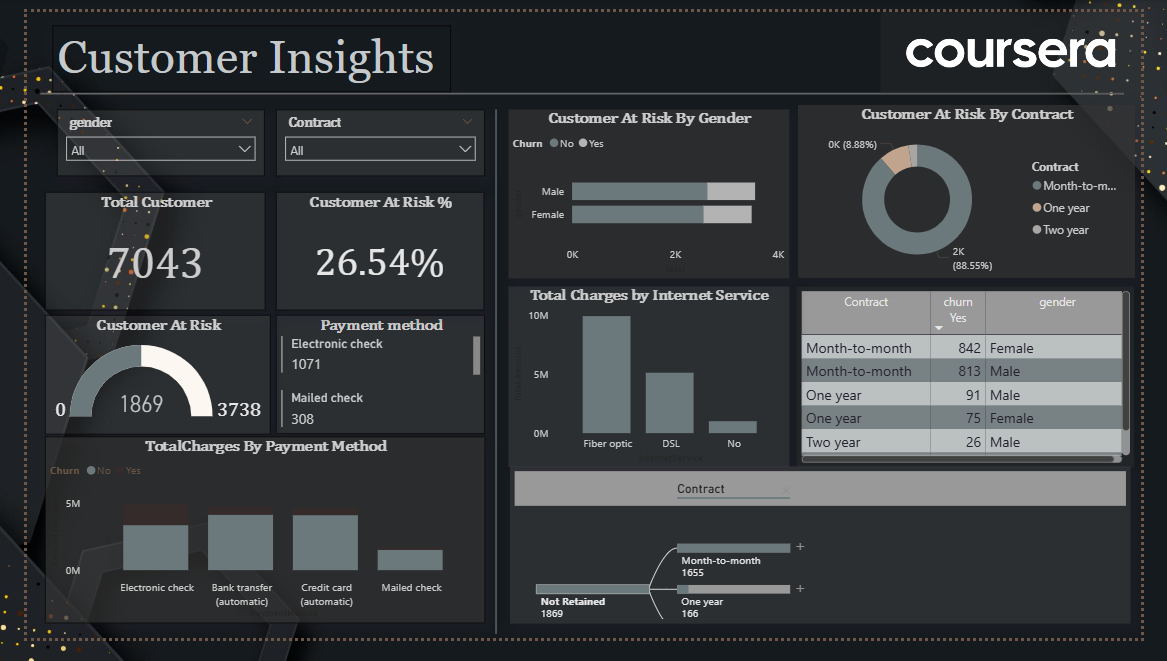 Customer Insights
coursera
gender
All
Contract
All
Total Customer
7043
Customer At Risk %
26.54%
Customer At Risk
0
1869
3738
Payment method
Electronic check
1071
Mailed check
308
TotalCharges By Payment Method
Churn No Yes
5M
0M
Electronic check
Bank transfer
(automatic)
Credit card
(automatic)
Mailed check
Customer At Risk By Gender
Churn No Yes
Male
Female
0K 2K 4K
Customer At Risk By Contract
0K (8.88%)
2K
(88.55%)
Contract
Month-to-m...
One year
Two year
Total Charges by Internet Service
10M
5M
0M
Fiber optic DSL No
Contract churn gender
Yes
Month-to-month 842 Female
Month-to-month 813 Male
One year 91 Male
One year 75 Female
Two year 26 Male
Contract
Not Retained
1869
Month-to-month
1655
One year
166